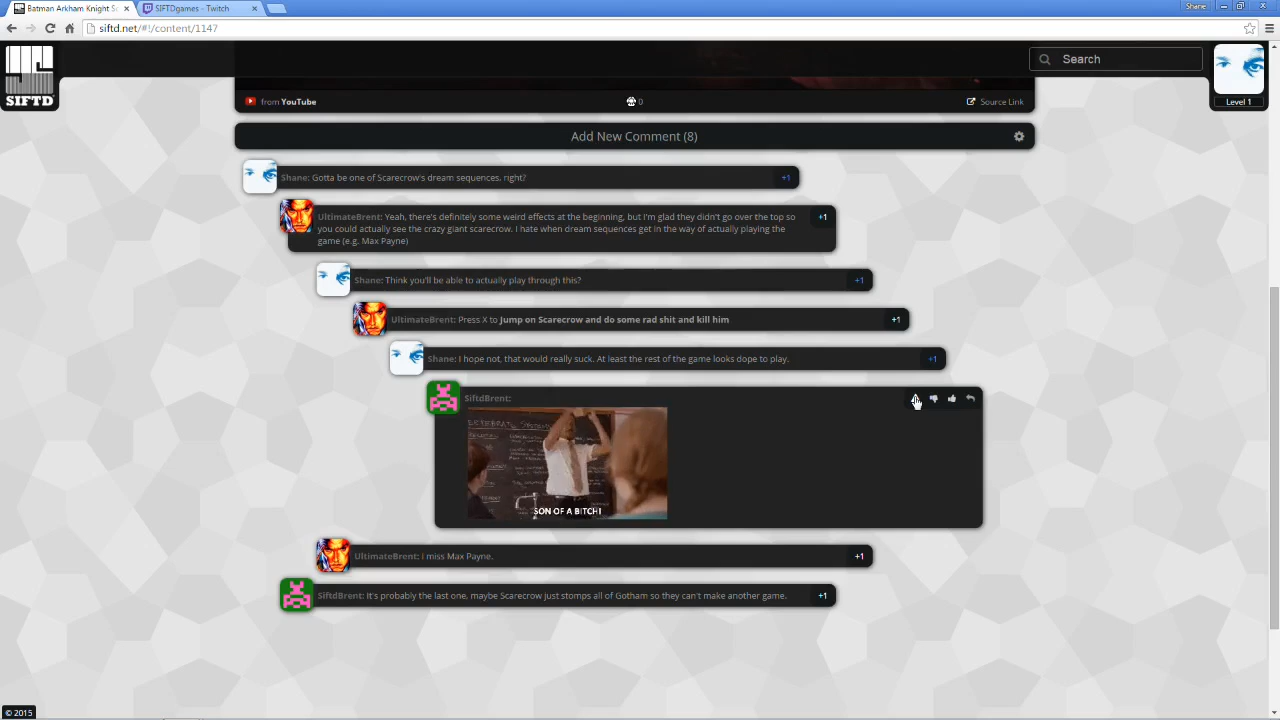 Batman Arkham Knight Sc
SIFTDgames - Twitch
Shane
siftd.net/#!/content/1147
SIFTD
Search
Level 1
from YouTube
0
Source Link
Add New Comment (8)
Shane: Gotta be one of Scarecrow's dream sequences, right?
+1
UltimateBrent: Yeah, there's definitely some weird effects at the beginning, but I'm glad they didn't go over the top so
you could actually see the crazy giant scarecrow. I hate when dream sequences get in the way of actually playing the
game (e.g. Max Payne)
+1
Shane: Think you'll be able to actually play through this?
+1
UltimateBrent: Press X to Jump on Scarecrow and do some rad shit and kill him
+1
Shane: I hope not, that would really suck. At least the rest of the game looks dope to play.
+1
SiftdBrent:
SON OF A BITCH!
UltimateBrent: I miss Max Payne.
+1
SiftdBrent: It's probably the last one, maybe Scarecrow just stomps all of Gotham so they can't make another game.
+1
© 2015